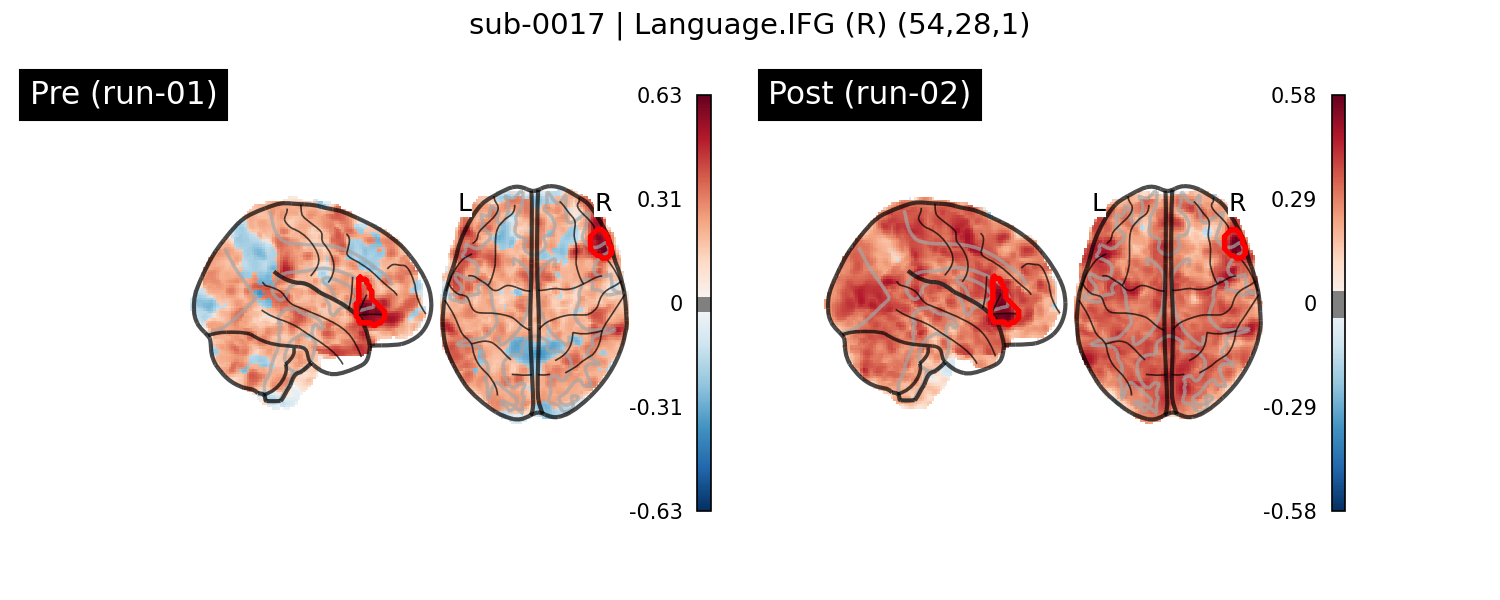 sub-0017 | Language.IFG (R) (54,28,1)
Pre (run-01)
L R
0.63
0.31
0
-0.31
-0.63
Post (run-02)
L R
0.58
0.29
0
-0.29
-0.58